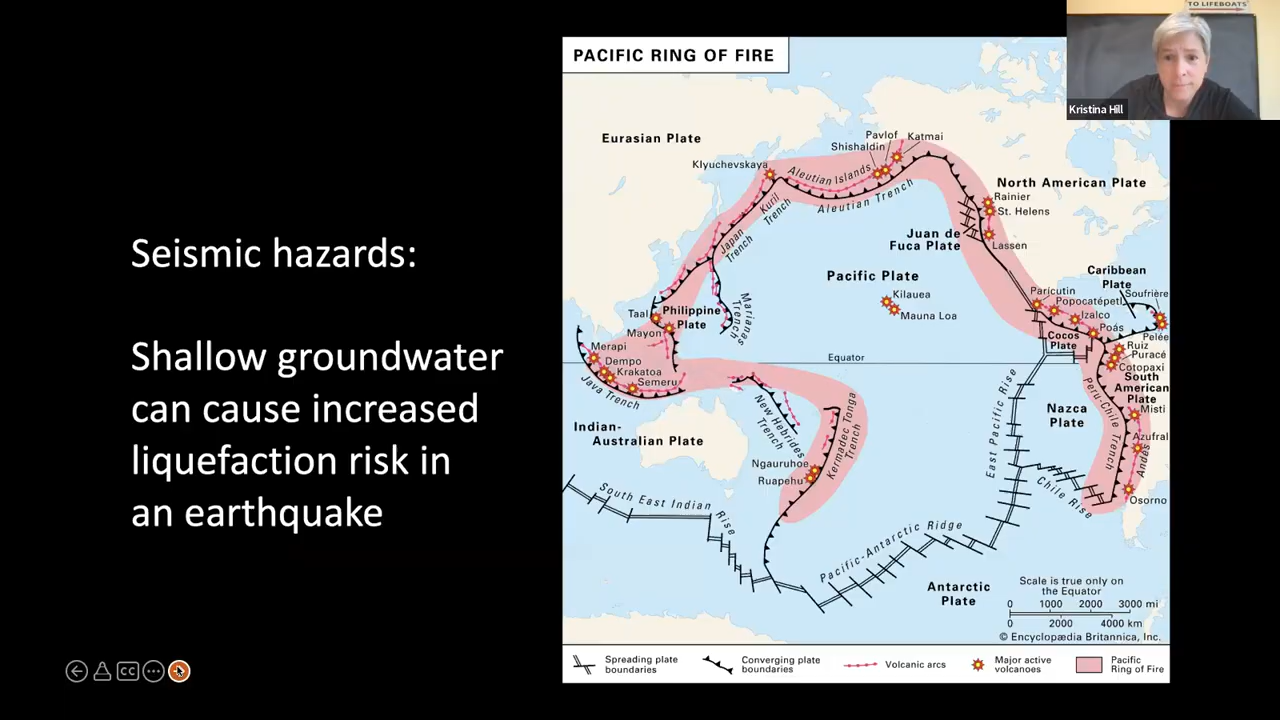 TO LIFEBOATS
Kristina Hill
Seismic hazards:
Shallow groundwater
can cause increased
liquefaction risk in
an earthquake
PACIFIC RING OF FIRE
Eurasian Plate
Klyuchevskaya
Pavlof
Katmai
Shishaldin
Aleutian Islands
Aleutian Trench
Kuril
Trench
Japan
Trench
North American Plate
Rainier
St. Helens
Juan de
Fuca Plate
Lassen
Pacific Plate
Kilauea
Mauna Loa
Caribbean
Plate
Soufrière
Paricutin
Popocatépetl
Izalco
Poás
Pelée
Cocos
Plate
Ruiz
Puracé
Cotopaxi
Taal
Philippine
Plate
Mayon
Marianas
Trench
Merapi
Dempo
Krakatoa
Semeru
Java Trench
Equator
South
American
Plate
Misti
Peru-Chile Trench
Nazca
Plate
Azufral
Andes
Osorno
East Pacific Rise
Chile Rise
Indian-
Australian Plate
New Hebrides
Trench
Kermadec Tonga
Trench
Ngauruhoe
Ruapehu
South East Indian Rise
Pacific-Antarctic Ridge
Antarctic
Plate
Scale is true only on
the Equator
0 1000 2000 3000 mi
0 2000 4000 km
© Encyclopædia Britannica, Inc.
Spreading plate
boundaries
Converging plate
boundaries
Volcanic arcs
Major active
volcanoes
Pacific
Ring of Fire
CC